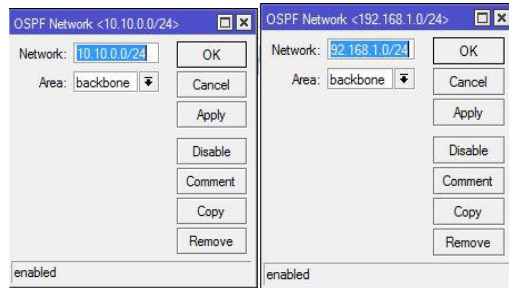 OSPF Network <10.10.0.0/24>
Network: 10.10.0.0/24
Area: backbone
OK
Cancel
Apply
Disable
Comment
Copy
Remove
enabled
OSPF Network <192.168.1.0/24>
Network: 92.168.1.0/24
Area: backbone
OK
Cancel
Apply
Disable
Comment
Copy
Remove
enabled